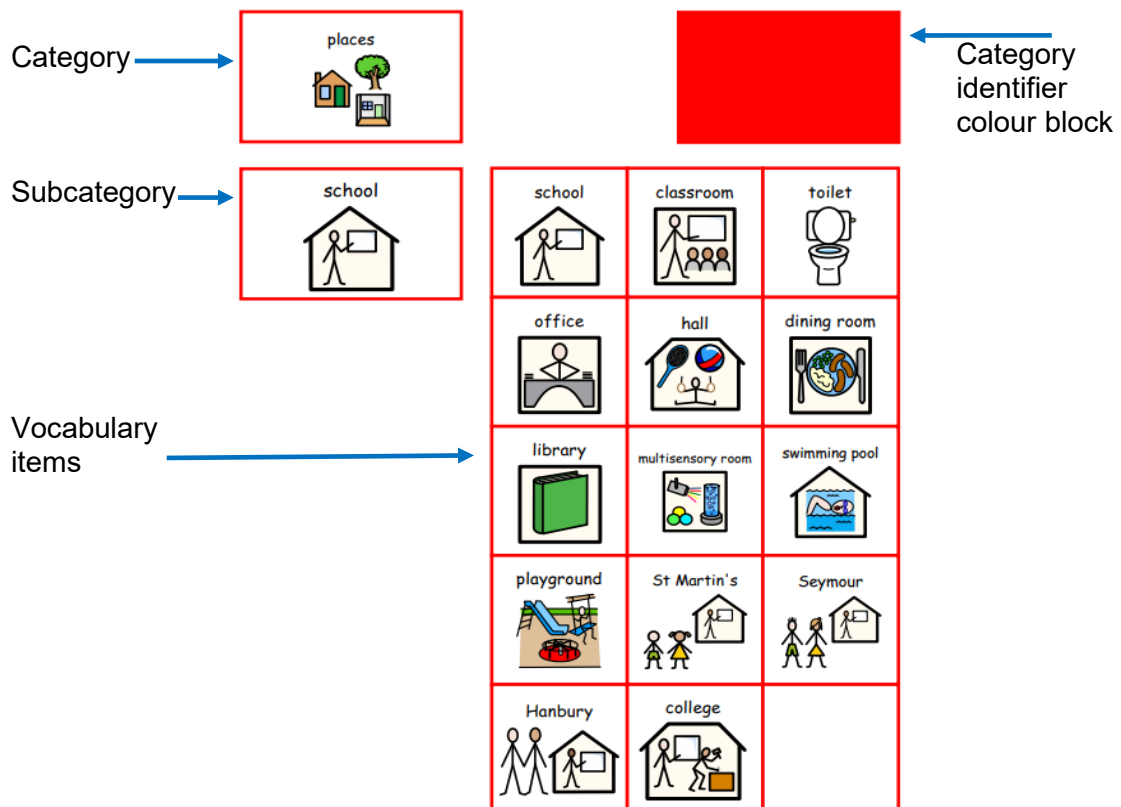 places
Category
Category
identifier
colour block
Subcategory
school
school
classroom
toilet
office
hall
dining room
Vocabulary
items
library
multisensory room
swimming pool
playground
St Martin's
Seymour
Hanbury
college